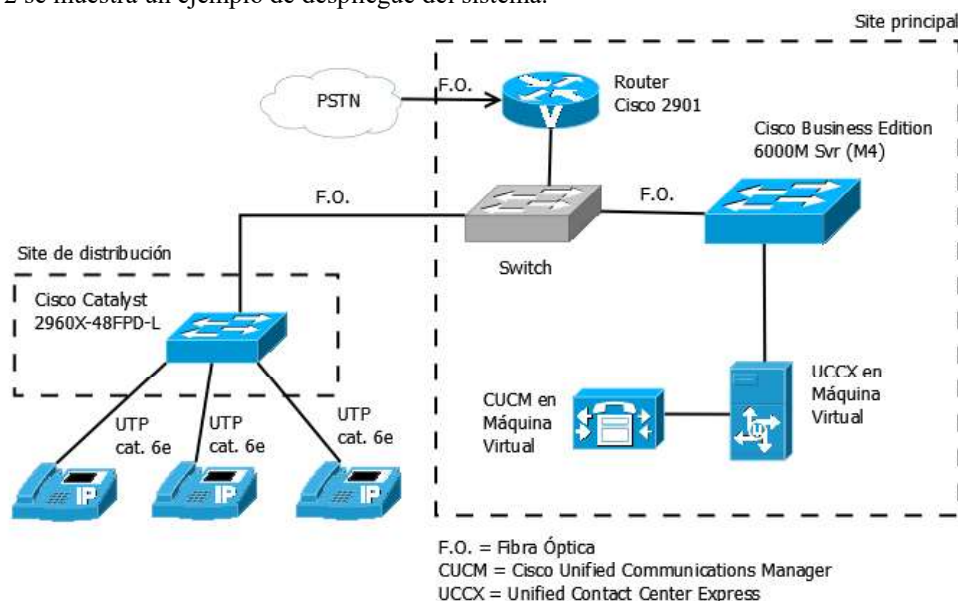 2 se muestra un ejemplo de despliegue del sistema.
Site principal
PSTN
F.O.
Router
Cisco 2901
V
Cisco Business Edition
6000M Svr (M4)
F.O.
F.O.
Switch
Site de distribución
Cisco Catalyst
2960X-48FPD-L
UTP
cat. 6e
UTP
cat. 6e
UTP
cat. 6e
IP
IP
IP
CUCM en
Máquina
Virtual
UCCX en
Máquina
Virtual
U
F.O. = Fibra Óptica
CUCM = Cisco Unified Communications Manager
UCCX = Unified Contact Center Express